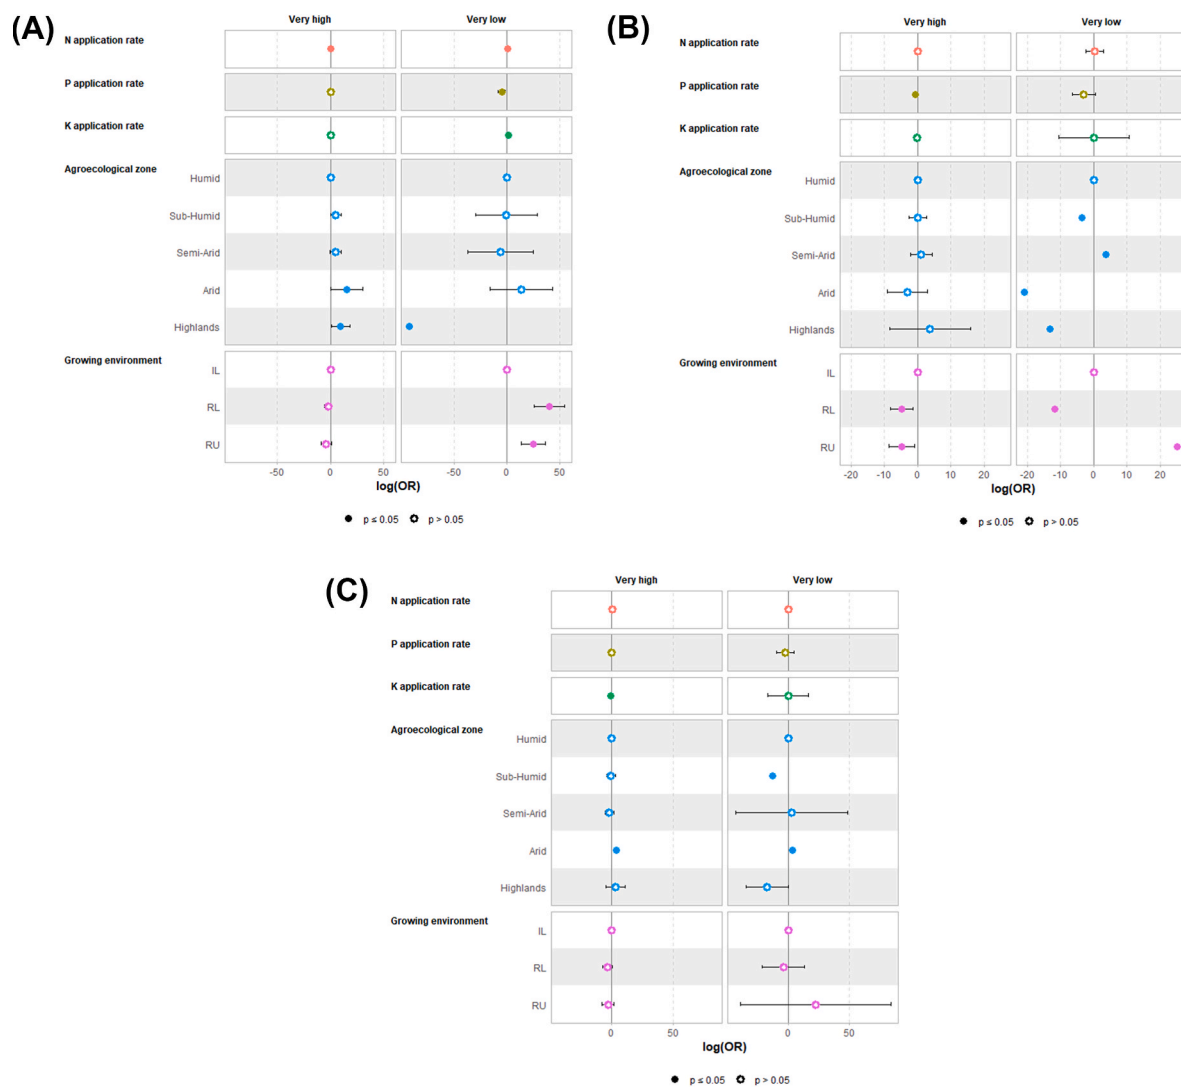 (A)
Very high Very low
N application rate
P application rate
K application rate
Agroecological zone
Humid
Sub-Humid
Semi-Arid
Arid
Highlands
Growing environment
IL
RL
RU
-50 0 50 -50 0 50
log(OR)
p ≤ 0.05 p > 0.05
(B)
Very high Very low
N application rate
P application rate
K application rate
Agroecological zone
Humid
Sub-Humid
Semi-Arid
Arid
Highlands
Growing environment
IL
RL
RU
-20 -10 0 10 20 -20 -10 0 10 20
log(OR)
p ≤ 0.05 p > 0.05
(C)
Very high Very low
N application rate
P application rate
K application rate
Agroecological zone
Humid
Sub-Humid
Semi-Arid
Arid
Highlands
Growing environment
IL
RL
RU
0 50 0 50
log(OR)
p ≤ 0.05 p > 0.05